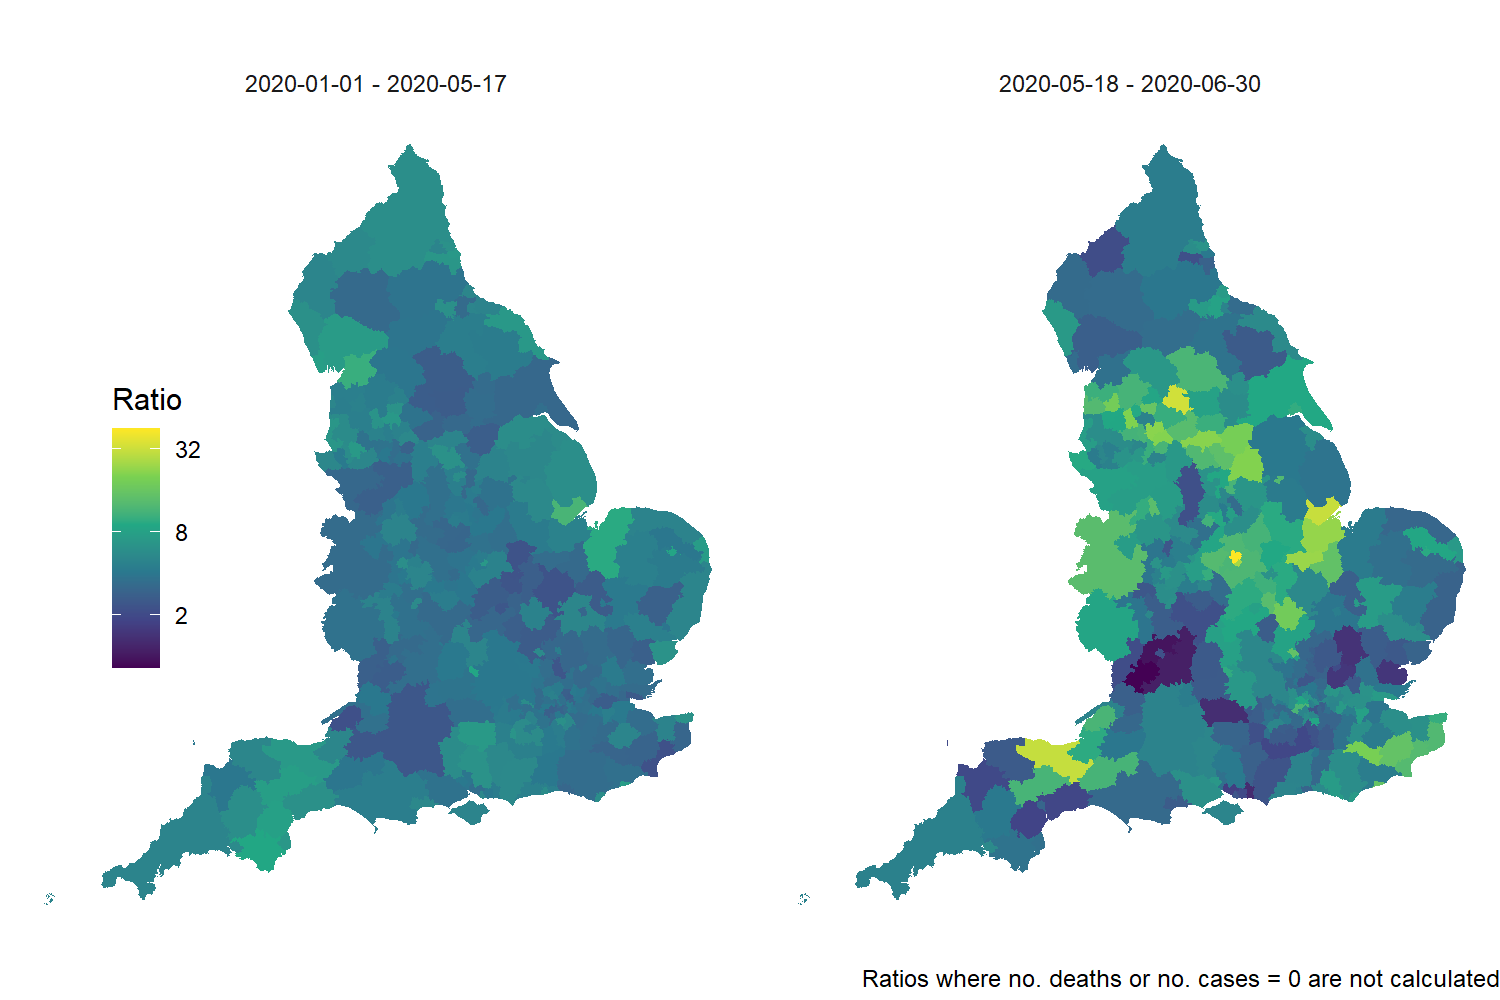 2020-01-01 - 2020-05-17
2020-05-18 - 2020-06-30
Ratio
32
8
2
Ratios where no. deaths or no. cases = 0 are not calculated